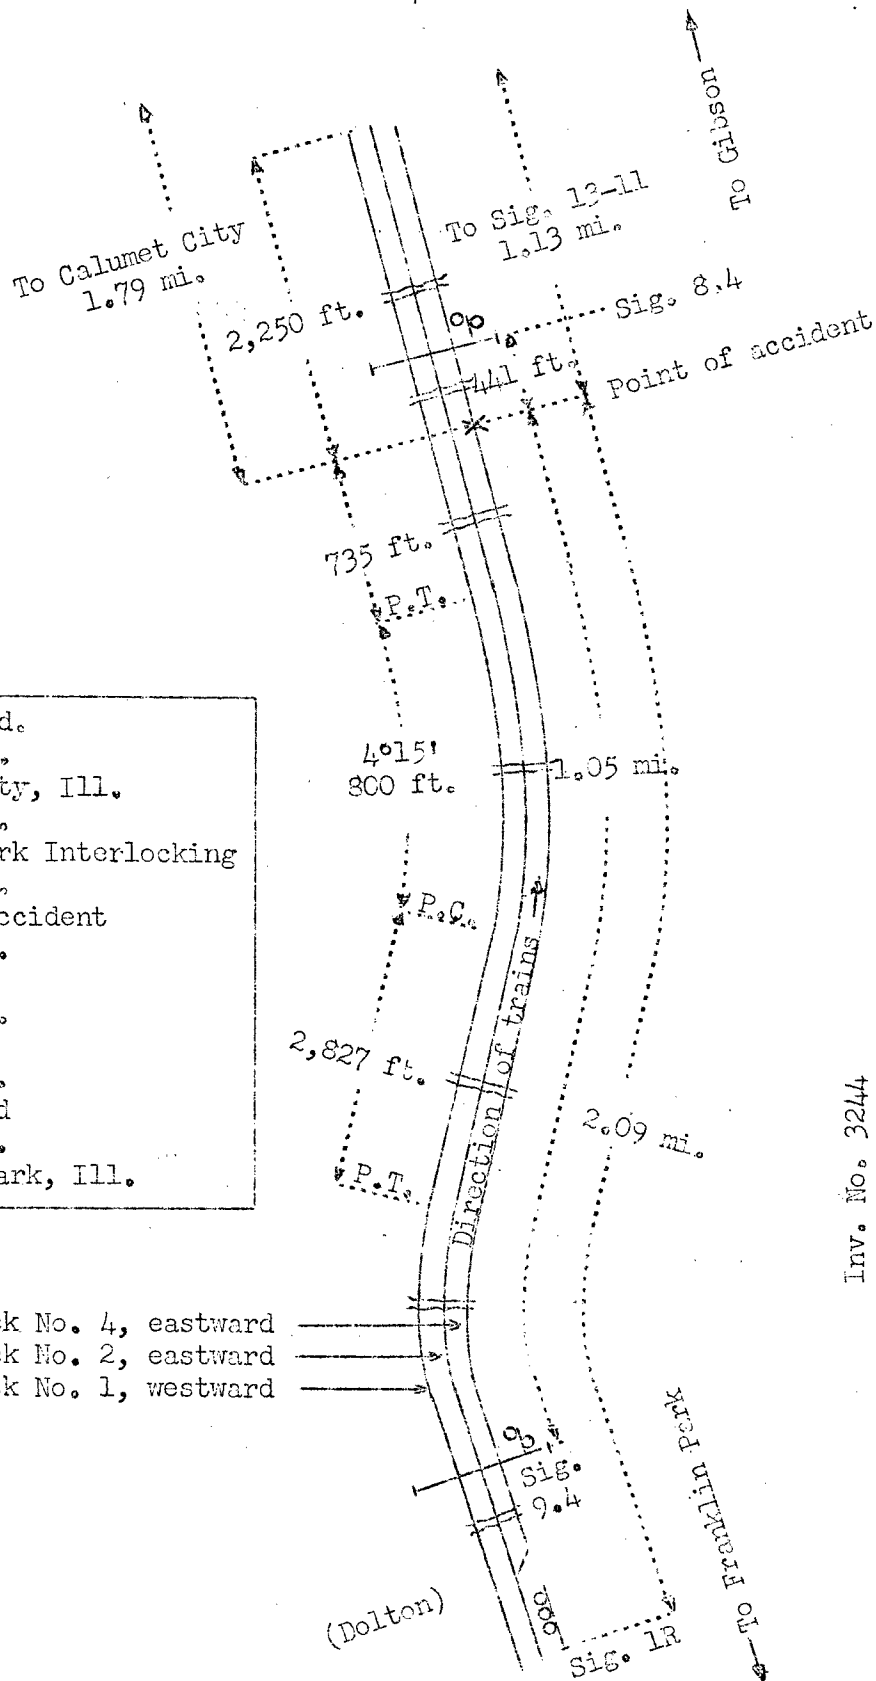 To Gibson
To Calumet City
1.79 mi.
To Sig. 13-11
1.13 mi.
2,250 ft.
Sig. 8.4
441 ft.
Point of accident
735 ft.
P.T.
d.
ty, Ill.
rk Interlocking
ccident
d
ark, Ill.
4°15'
800 ft.
1.05 mi.
P.C.
Direction of trains
2,827 ft.
2.09 mi.
P.T.
Inv. No. 3244
ck No. 4, eastward
ck No. 2, eastward
ck No. 1, westward
Sig.
9.4
To Franklin Park
(Dolton)
Sig. 1R